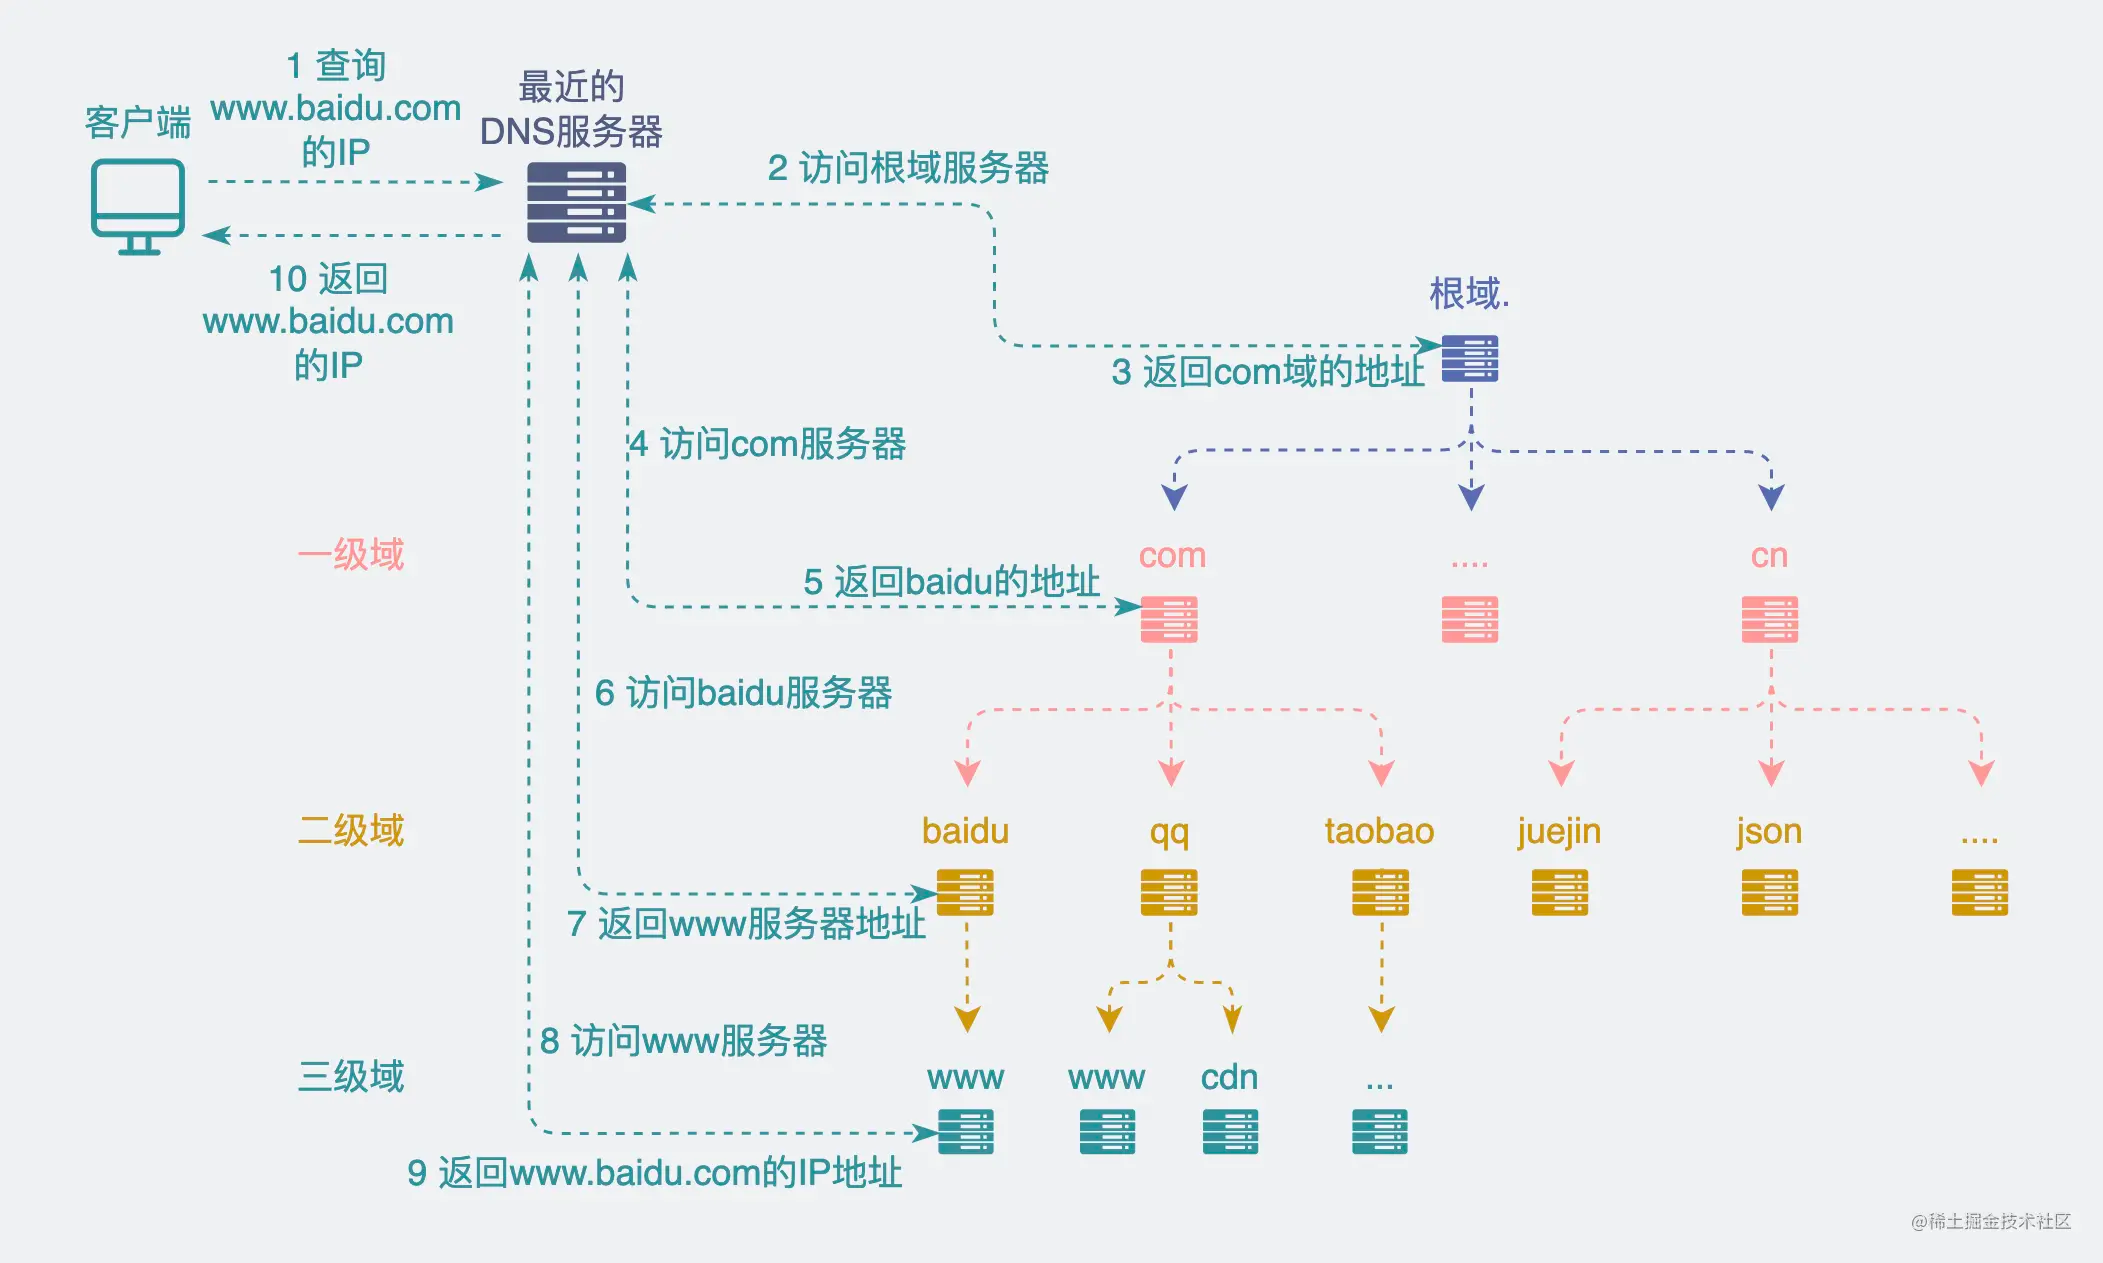 1 查询
www.baidu.com
的IP
客户端
最近的
DNS服务器
2 访问根域服务器
10 返回
www.baidu.com
的IP
根域.
3 返回com域的地址
4 访问com服务器
一级域
com
....
cn
5 返回baidu的地址
6 访问baidu服务器
二级域
baidu
qq
taobao
juejin
json
....
7 返回www服务器地址
8 访问www服务器
三级域
www
www
cdn
...
9 返回www.baidu.com的IP地址
@稀土掘金技术社区